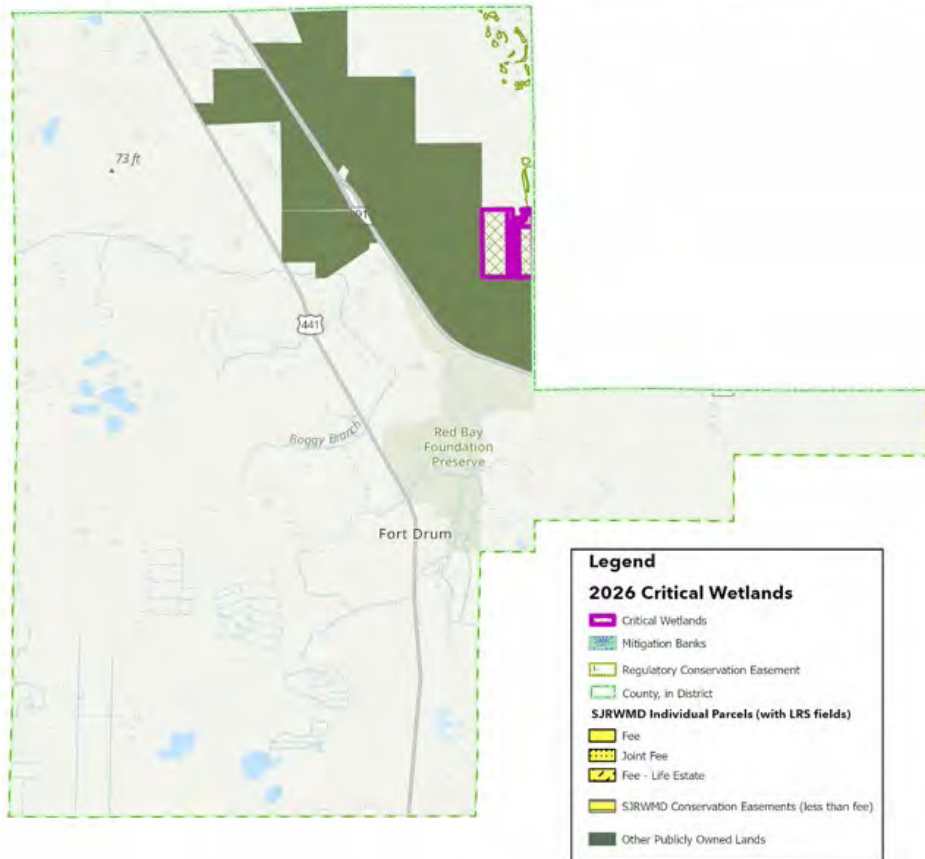 73 ft
441
Boggy Branch
Red Bay
Foundation
Preserve
Fort Drum
Legend
2026 Critical Wetlands
Critical Wetlands
Mitigation Banks
Regulatory Conservation Easement
County, in District
SJRWMD Individual Parcels (with LRS fields)
Fee
Joint Fee
Fee - Life Estate
SJRWMD Conservation Easements (less than fee)
Other Publicly Owned Lands